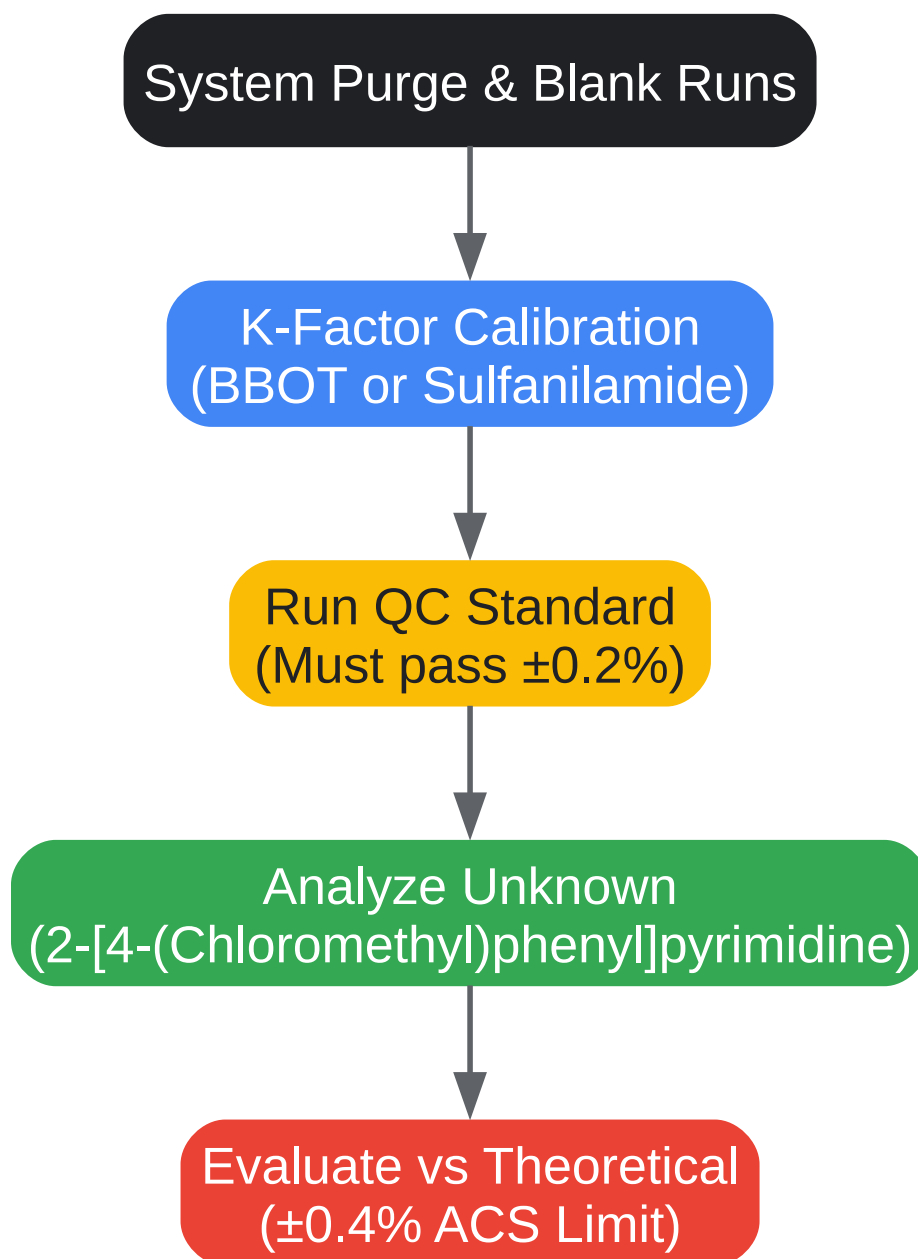 System Purge & Blank Runs
K-Factor Calibration
(BBOT or Sulfanilamide)
Run QC Standard
(Must pass ±0.2%)
Analyze Unknown
(2-[4-(Chloromethyl)phenyl]pyrimidine)
Evaluate vs Theoretical
(±0.4% ACS Limit)